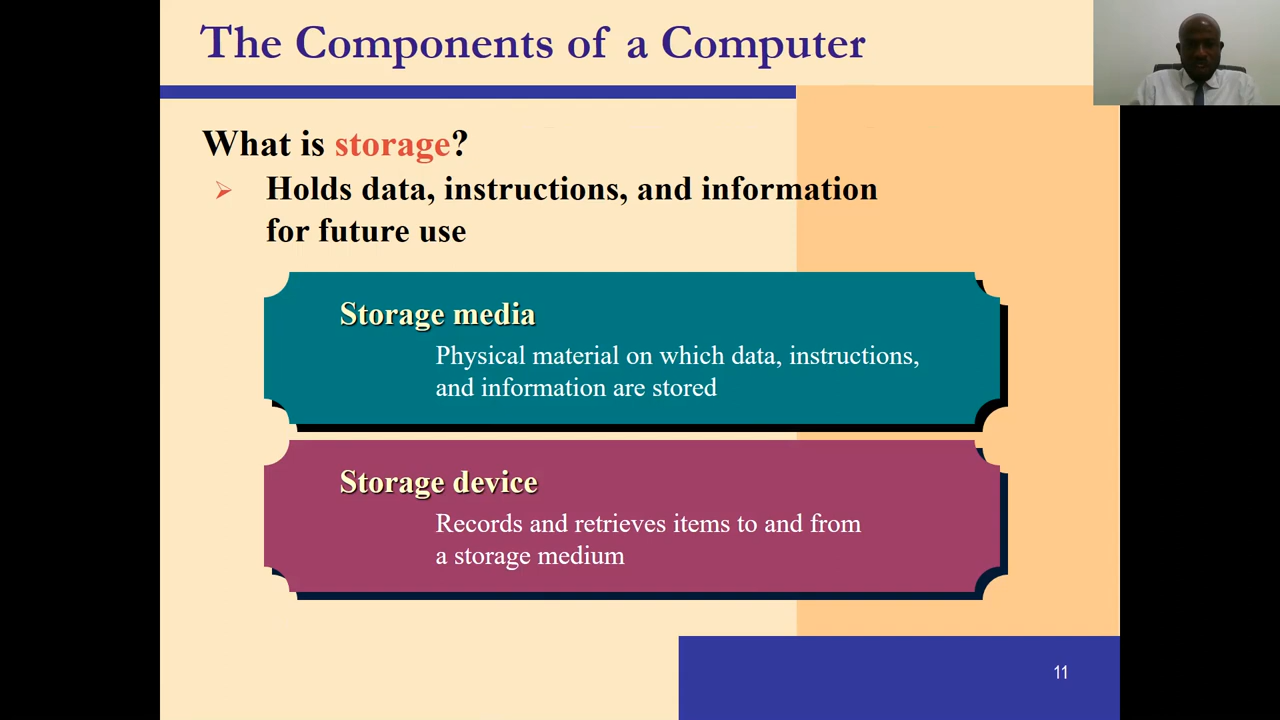 The Components of a Computer
What is storage?
Holds data, instructions, and information
for future use
Storage media
Physical material on which data, instructions,
and information are stored
Storage device
Records and retrieves items to and from
a storage medium
11